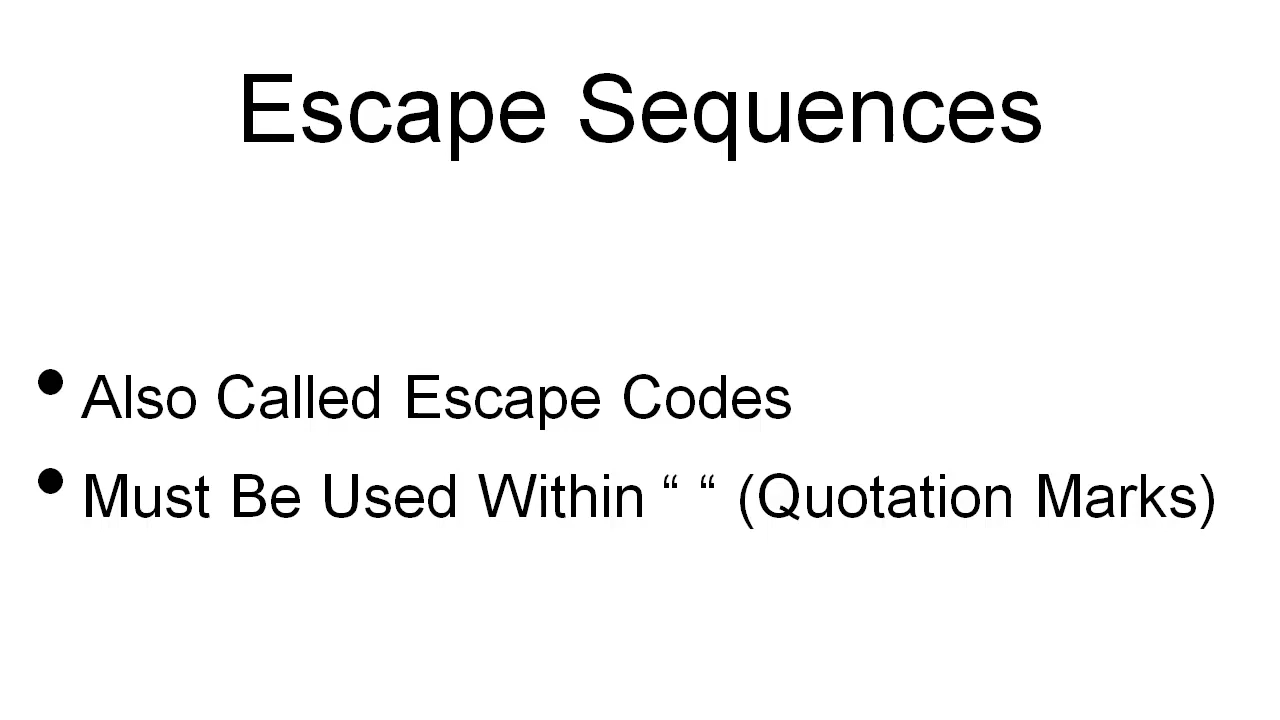 Escape Sequences
• Also Called Escape Codes
• Must Be Used Within “ “ (Quotation Marks)